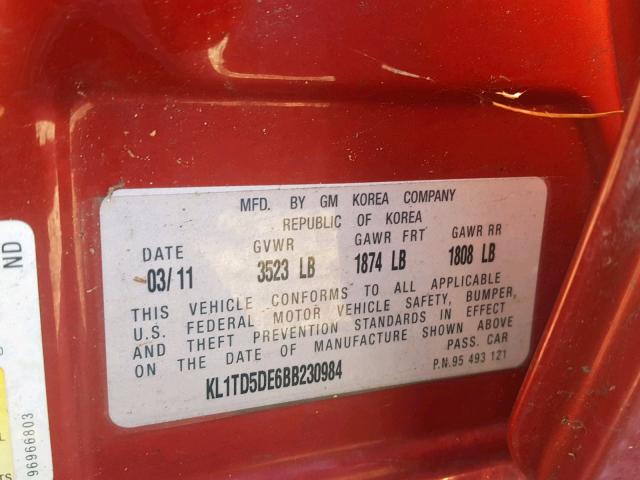 MFD. BY GM KOREA COMPANY
REPUBLIC OF KOREA
DATE GVWR GAWR FRT GAWR RR
03/11 3523 LB 1874 LB 1808 LB
THIS VEHICLE CONFORMS TO ALL APPLICABLE
U.S. FEDERAL MOTOR VEHICLE SAFETY, BUMPER,
AND THEFT PREVENTION STANDARDS IN EFFECT
ON THE DATE OF MANUFACTURE SHOWN ABOVE
PASS. CAR
KL1TD5DE6BB230984
P.N. 95 493 121
ND
96966803